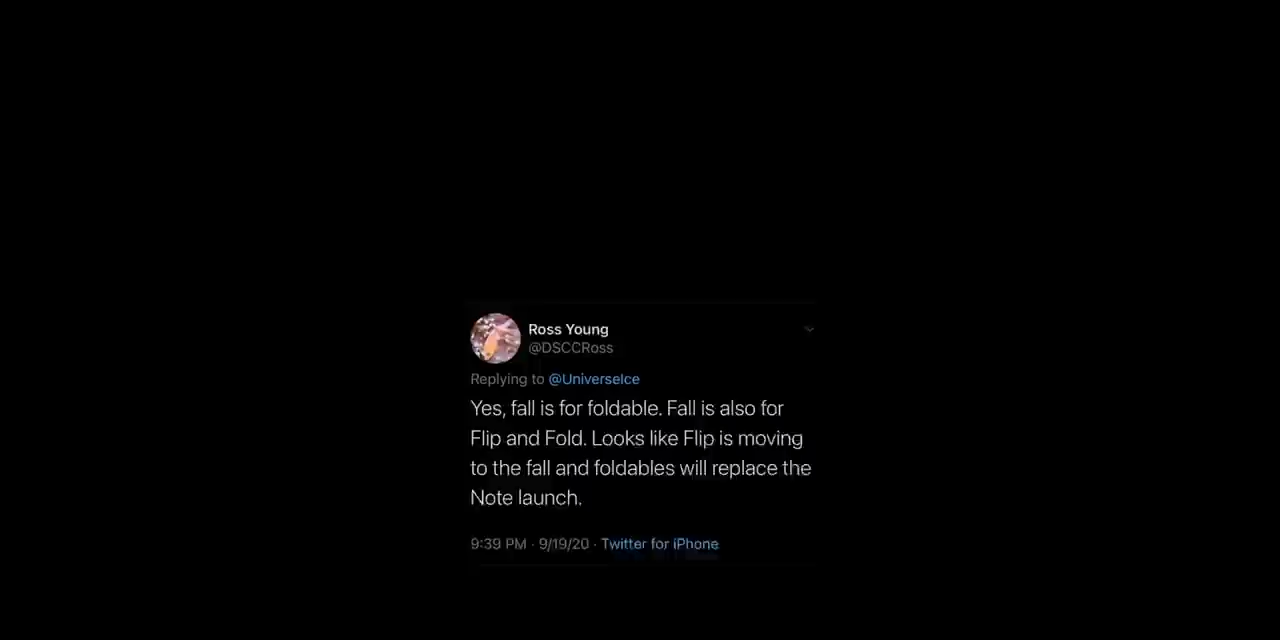 Ross Young
@DSCCRoss
Replying to @UniverseIce
Yes, fall is for foldable. Fall is also for
Flip and Fold. Looks like Flip is moving
to the fall and foldables will replace the
Note launch.
9:39 PM · 9/19/20 · Twitter for iPhone